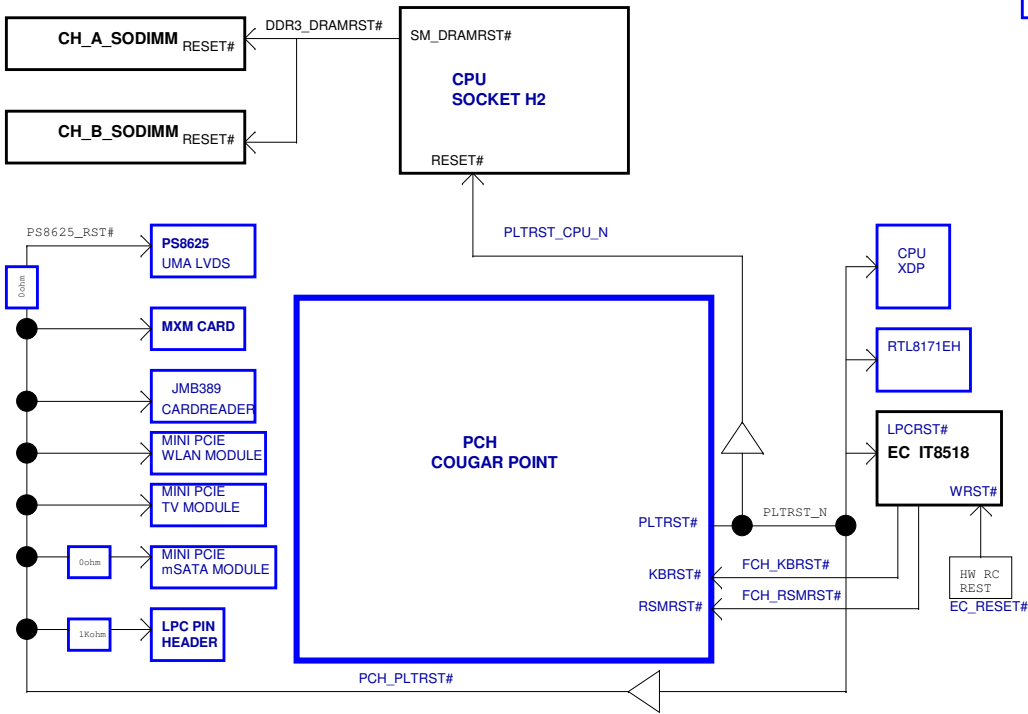 DDR3_DRAMRST#
CH_A_SODIMM
RESET#
SM_DRAMRST#
CPU
SOCKET H2
CH_B_SODIMM
RESET#
RESET#
PS8625_RST#
PS8625
UMA LVDS
PLTRST_CPU_N
CPU
XDP
0ohm
MXM CARD
RTL8171EH
JMB389
CARDREADER
LPCRST#
EC IT8518
MINI PCIE
WLAN MODULE
PCH
COUGAR POINT
WRST#
MINI PCIE
TV MODULE
PLTRST#
PLTRST_N
MINI PCIE
mSATA MODULE
0ohm
KBRST#
FCH_KBRST#
HW RC
REST
RSMRST#
FCH_RSMRST#
EC_RESET#
1Kohm
LPC PIN
HEADER
PCH_PLTRST#